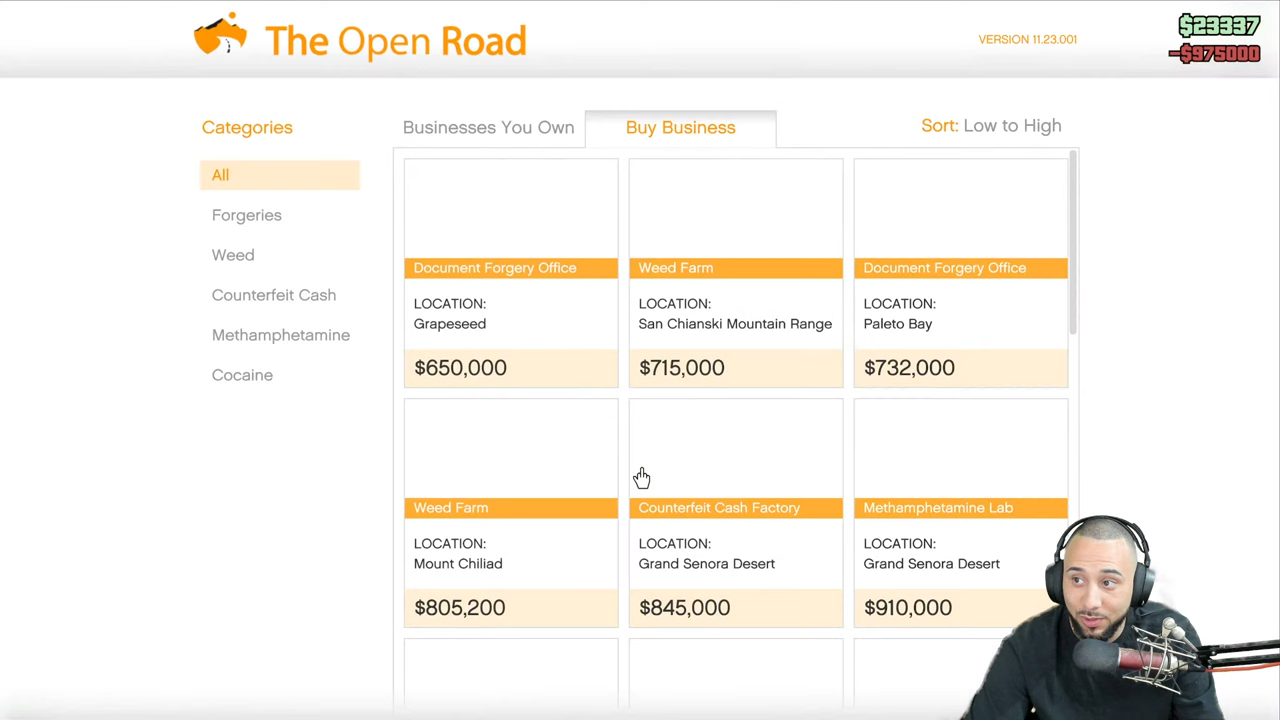 The Open Road
VERSION 11.23.001
$23337
-$975000
Categories
All
Forgeries
Weed
Counterfeit Cash
Methamphetamine
Cocaine
Businesses You Own
Buy Business
Sort: Low to High
Document Forgery Office
LOCATION:
Grapeseed
$650,000
Weed Farm
LOCATION:
San Chianski Mountain Range
$715,000
Document Forgery Office
LOCATION:
Paleto Bay
$732,000
Weed Farm
LOCATION:
Mount Chiliad
$805,200
Counterfeit Cash Factory
LOCATION:
Grand Senora Desert
$845,000
Methamphetamine Lab
LOCATION:
Grand Senora Desert
$910,000